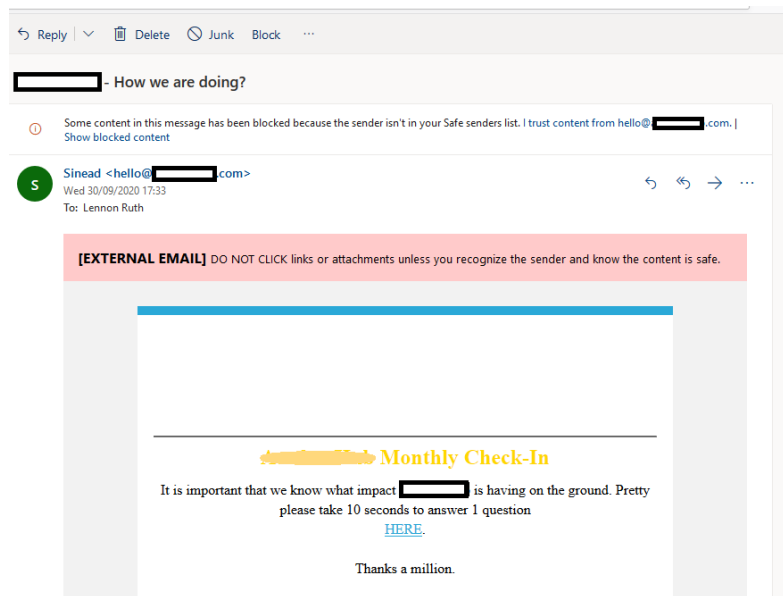 Reply Delete Junk Block ...
- How we are doing?
Some content in this message has been blocked because the sender isn't in your Safe senders list. I trust content from hello@ .com. |
Show blocked content
S
Sinead <hello@ .com>
Wed 30/09/2020 17:33
To: Lennon Ruth
[EXTERNAL EMAIL] DO NOT CLICK links or attachments unless you recognize the sender and know the content is safe.
Monthly Check-In
It is important that we know what impact is having on the ground. Pretty
please take 10 seconds to answer 1 question
HERE.
Thanks a million.